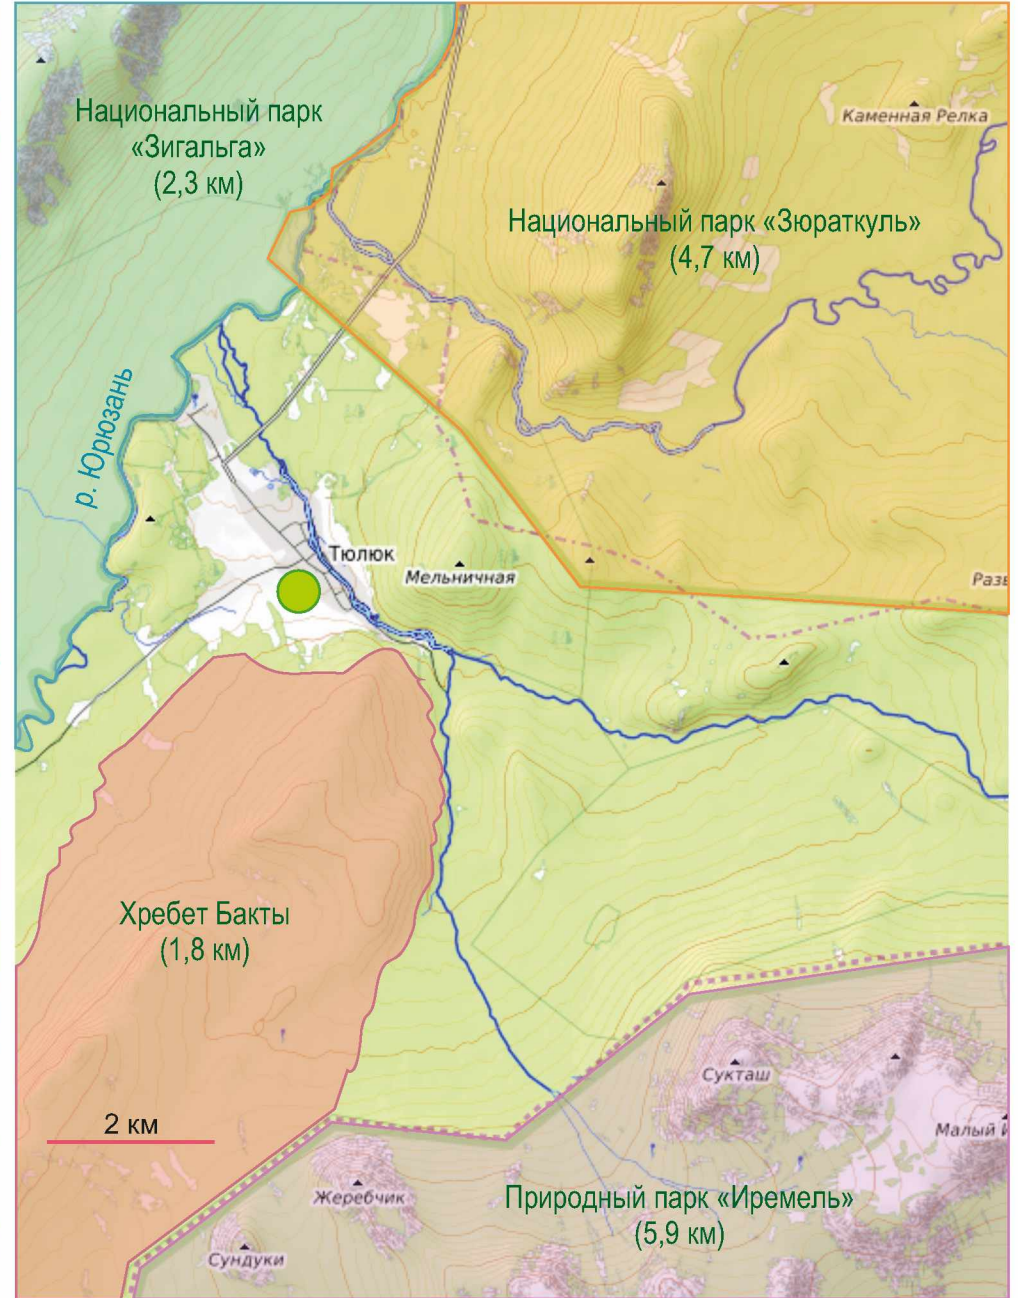 Национальный парк
«Зигальга»
(2,3 км)
Каменная Релка
Национальный парк «Зюраткуль»
(4,7 км)
р. Юрюзань
Тюлюк
Мельничная
Разв
Хребет Бакты
(1,8 км)
Сукташ
2 км
Малый И
Жеребчик
Природный парк «Иремель»
(5,9 км)
Сундуки